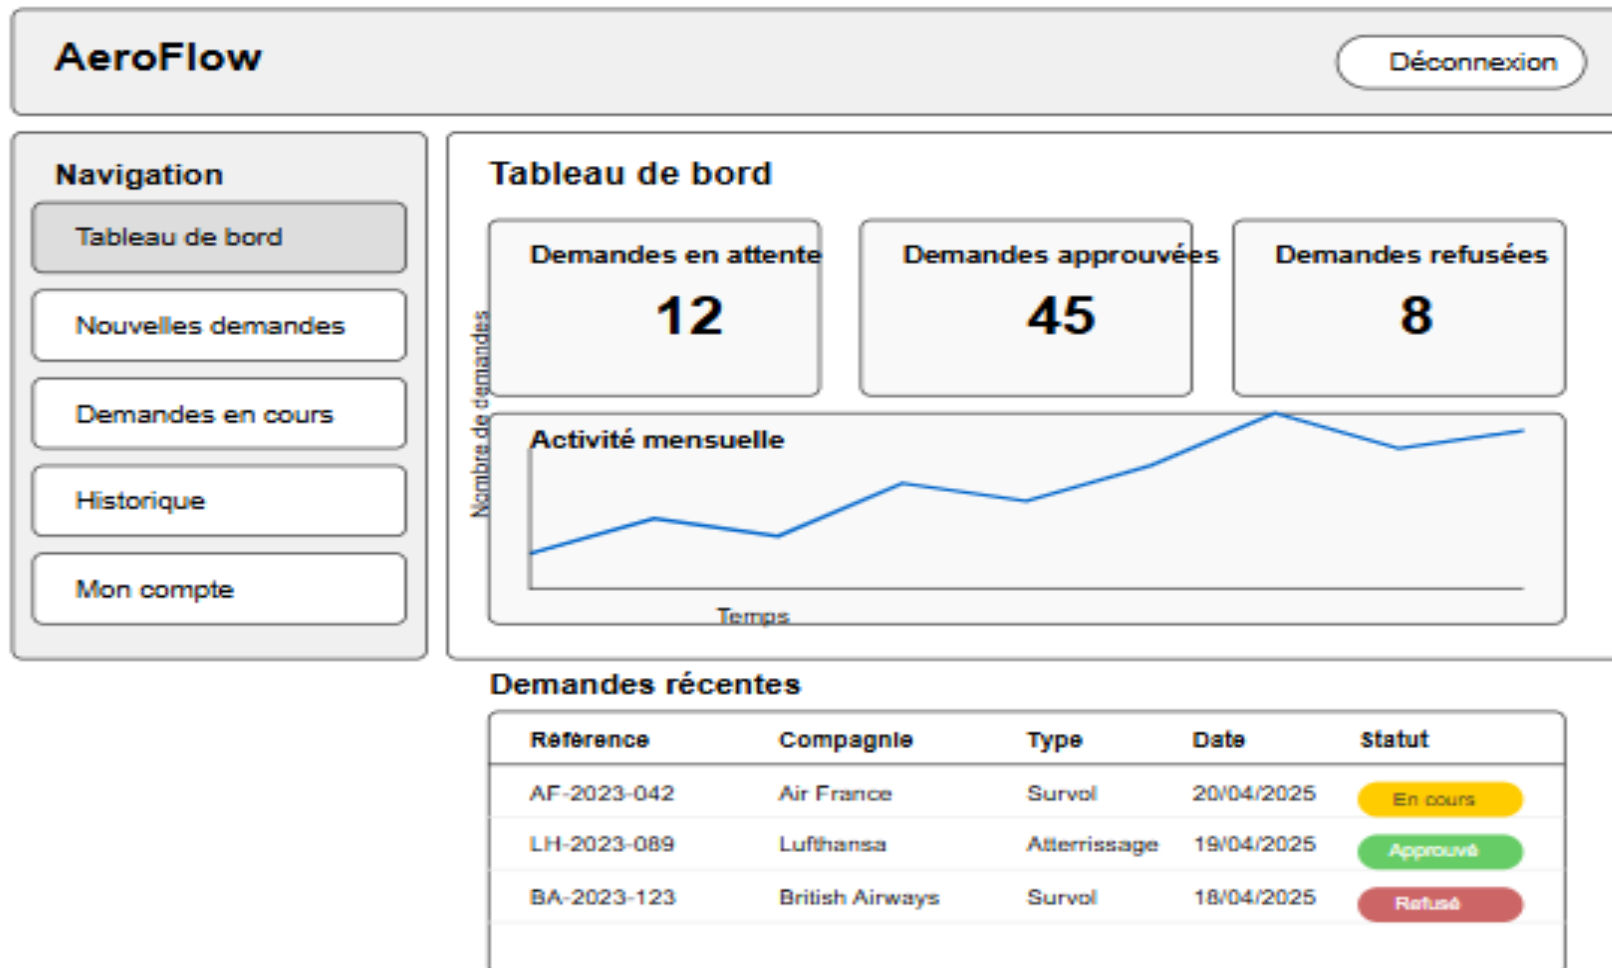 AeroFlow
Déconnexion
Navigation
Tableau de bord
Nouvelles demandes
Demandes en cours
Historique
Mon compte
Tableau de bord
Demandes en attente
12
Demandes approuvées
45
Demandes refusées
8
Nombre de demandes
Activité mensuelle
Temps
Demandes récentes
Référence Compagnie Type Date Statut
AF-2023-042 Air France Survol 20/04/2025 En cours
LH-2023-089 Lufthansa Atterrissage 19/04/2025 Approuvé
BA-2023-123 British Airways Survol 18/04/2025 Refusé